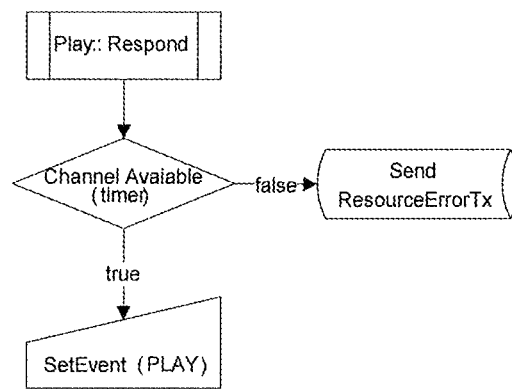 Play:: Respond
Channel Avaiable
(timer)
false
Send
ResourceErrorTx
true
SetEvent (PLAY)